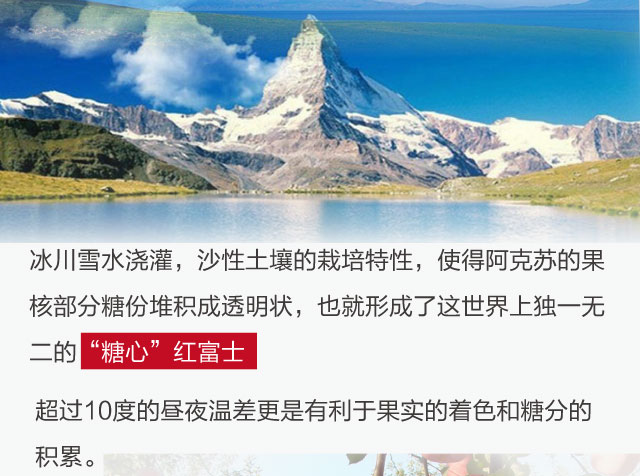 冰川雪水浇灌，沙性土壤的栽培特性，使得阿克苏的果
核部分糖份堆积成透明状，也就形成了这世界上独一无
二的“糖心”红富士
超过10度的昼夜温差更是有利于果实的着色和糖分的
积累。